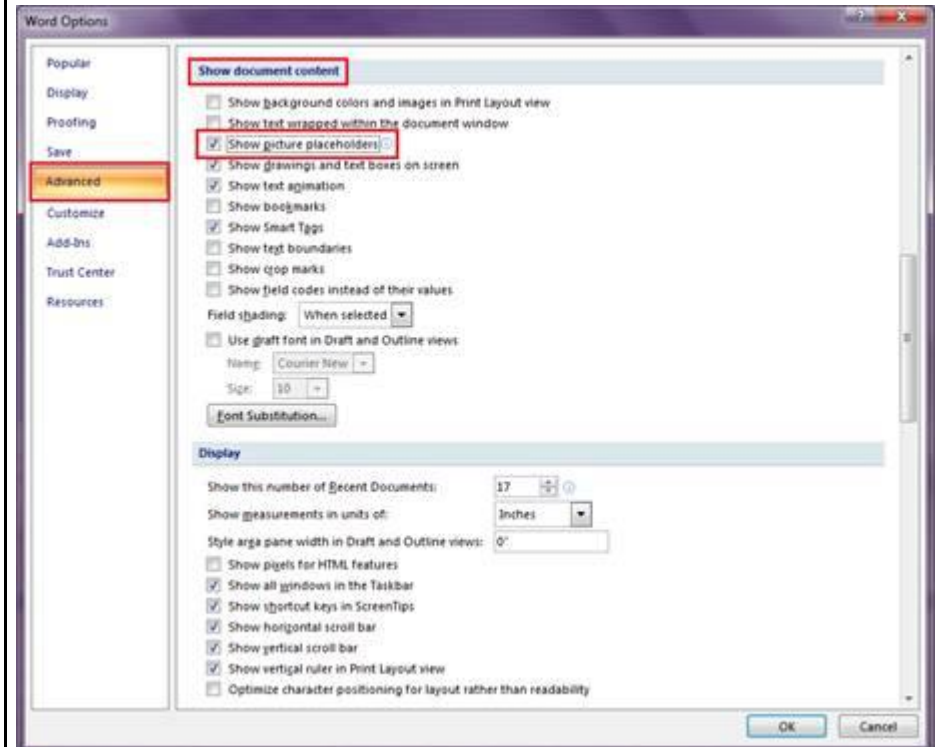 Word Options
Popular
Display
Proofing
Save
Advanced
Customize
Add-Ins
Trust Center
Resources
Show document content
Show background colors and images in Print Layout view
Show text wrapped within the document window
Show picture placeholders
Show drawings and text boxes on screen
Show text animation
Show bookmarks
Show Smart Tags
Show text boundaries
Show crop marks
Show field codes instead of their values
Field shading: When selected
Use draft font in Draft and Outline views
Name: Courier New
Size: 10
Font Substitution...
Display
Show this number of Recent Documents: 17
Show measurements in units of: Inches
Style area pane width in Draft and Outline views: 0"
Show pixels for HTML features
Show all windows in the Taskbar
Show shortcut keys in ScreenTips
Show horizontal scroll bar
Show vertical scroll bar
Show vertical ruler in Print Layout view
Optimize character positioning for layout rather than readability
OK Cancel